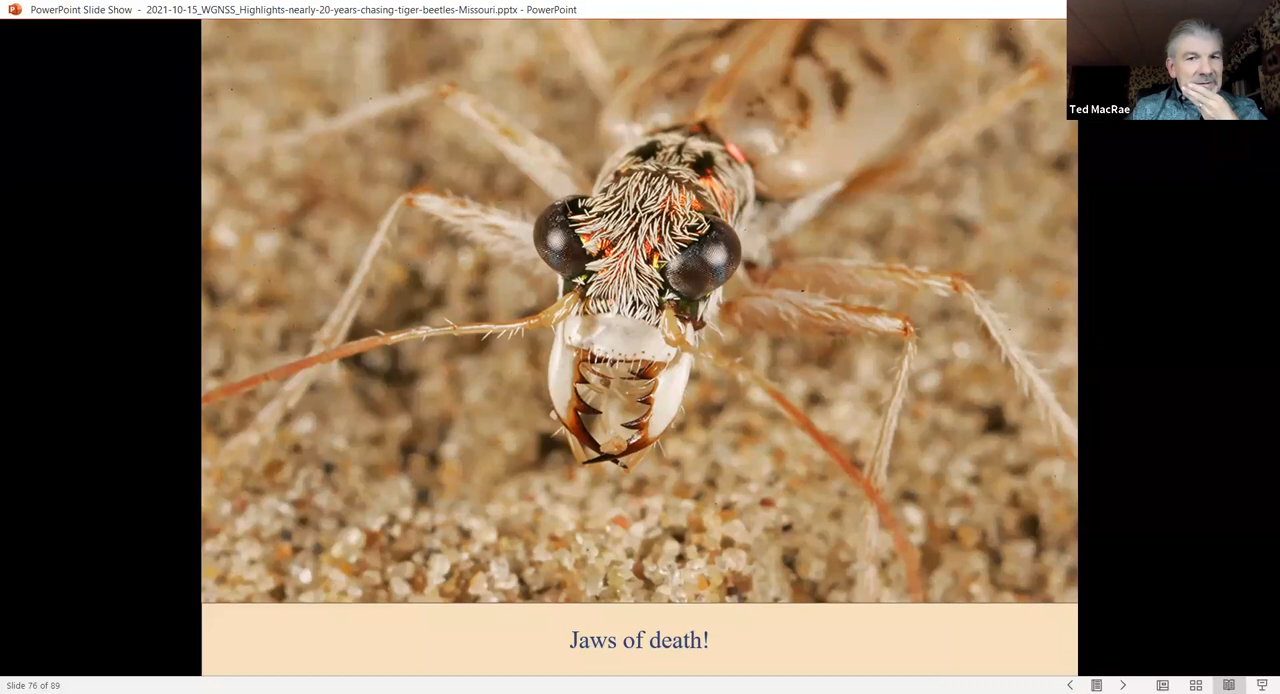 PowerPoint Slide Show - 2021-10-15_WGNSS_Highlights-nearly-20-years-chasing-tiger-beetles-Missouri.pptx - PowerPoint
Ted MacRae
Jaws of death!
Slide 76 of 89